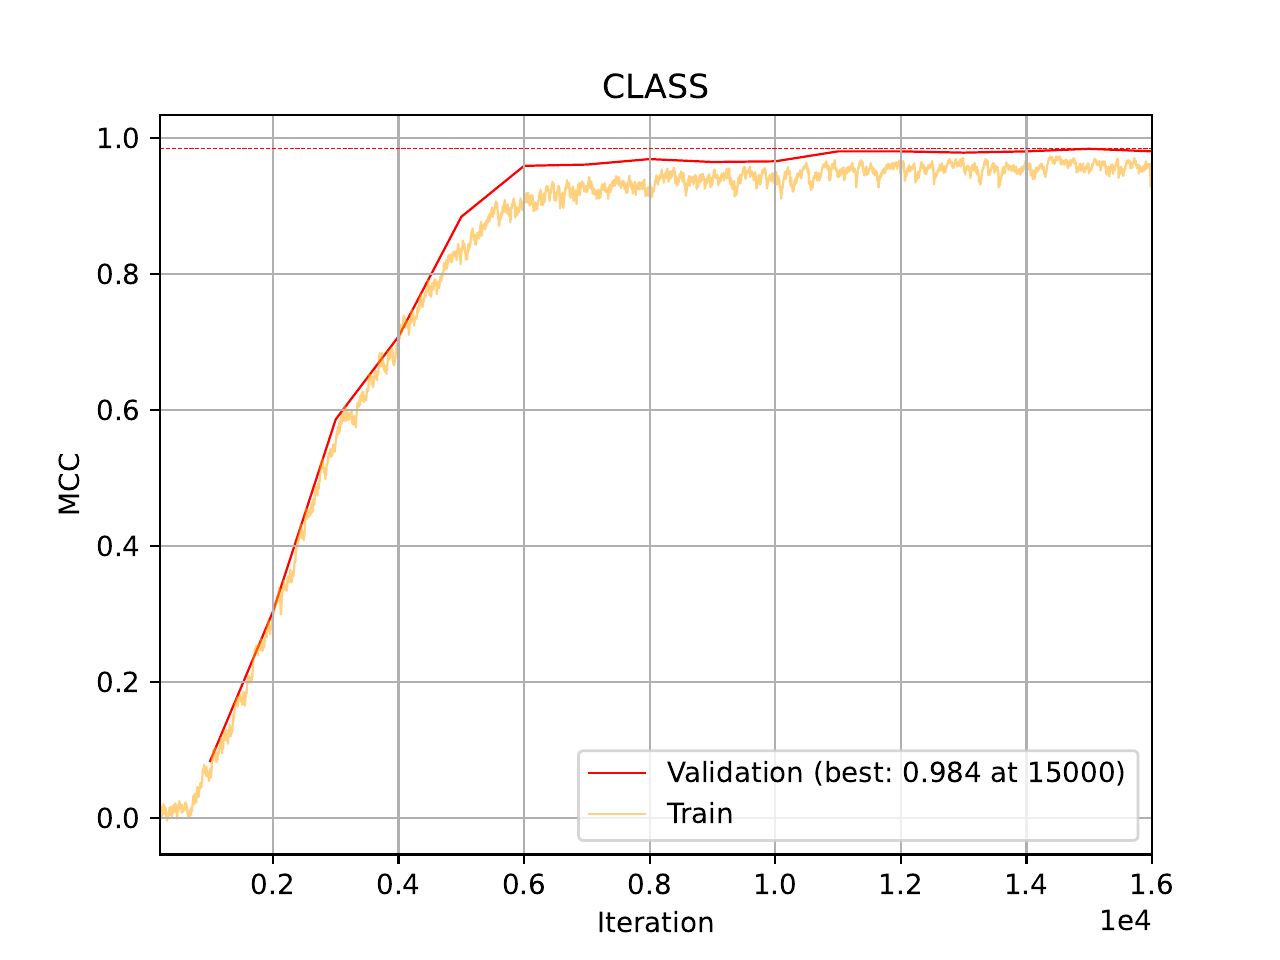 CLASS
MCC
1.0
0.8
0.6
0.4
0.2
0.0
Validation (best: 0.984 at 15000)
Train
0.2 0.4 0.6 0.8 1.0 1.2 1.4 1.6
Iteration
1e4